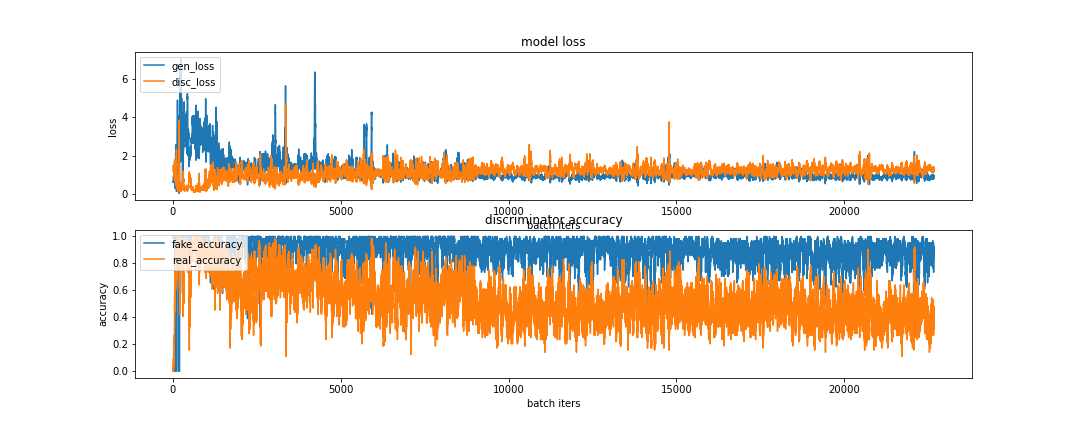 model loss
gen_loss
disc_loss
6
4
2
0
loss
0 5000 10000 15000 20000
batch iters
discriminator accuracy
fake_accuracy
real_accuracy
1.0
0.8
0.6
0.4
0.2
0.0
accuracy
0 5000 10000 15000 20000
batch iters